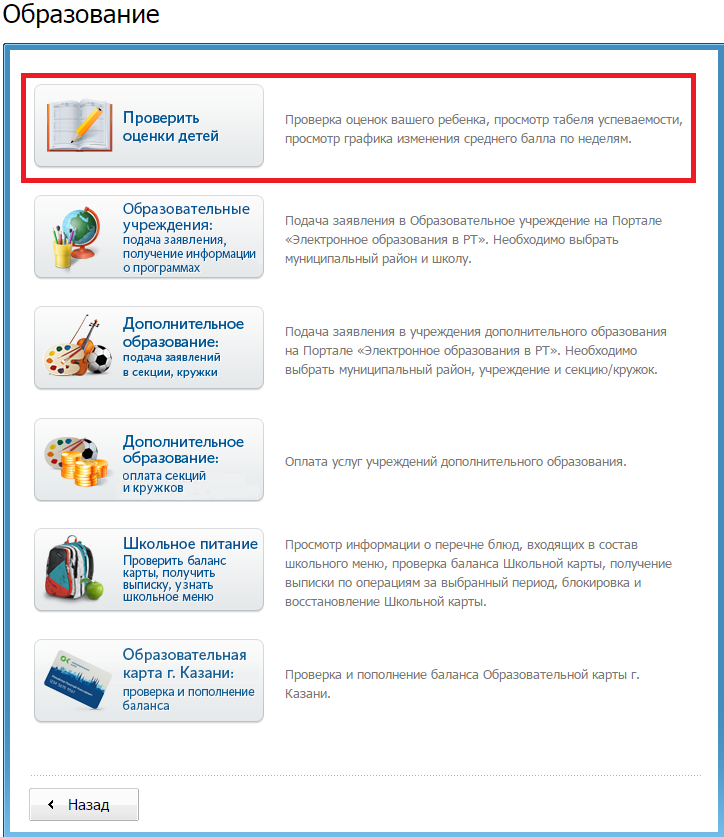 Образование
Проверить
оценки детей
Проверка оценок вашего ребенка, просмотр табеля успеваемости,
просмотр графика изменения среднего балла по неделям.
Образовательные
учреждения:
подача заявления,
получение информации
о программах
Подача заявления в Образовательное учреждение на Портале
«Электронное образования в РТ». Необходимо выбрать
муниципальный район и школу.
Дополнительное
образование:
подача заявлений
в секции, кружки
Подача заявления в учреждения дополнительного образования
на Портале «Электронное образования в РТ». Необходимо
выбрать муниципальный район, учреждение и секцию/кружок.
Дополнительное
образование:
оплата секций
и кружков
Оплата услуг учреждений дополнительного образования.
Школьное питание
Проверить баланс
карты, получить
выписку, узнать
школьное меню
Просмотр информации о перечне блюд, входящих в состав
школьного меню, проверка баланса Школьной карты, получение
выписки по операциям за выбранный период, блокировка и
восстановление Школьной карты.
Образовательная
карта г. Казани:
проверка и пополнение
баланса
Проверка и пополнение баланса Образовательной карты г.
Казани.
Назад